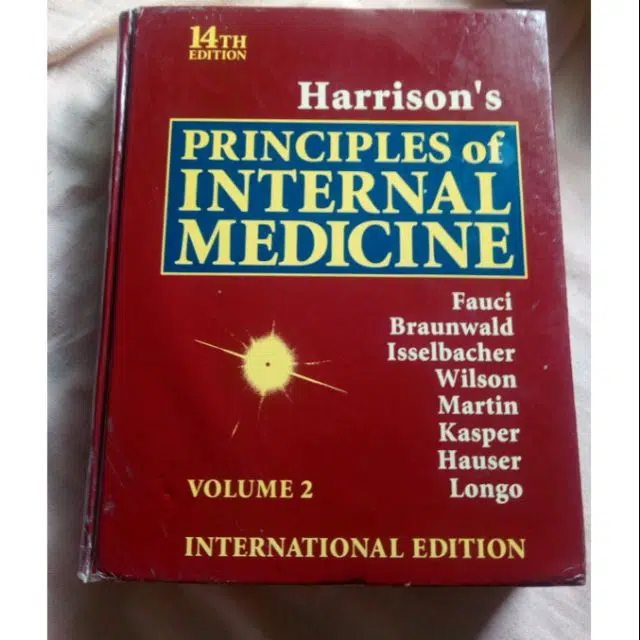 14TH
EDITION
Harrison's
PRINCIPLES of
INTERNAL
MEDICINE
Fauci
Braunwald
Isselbacher
Wilson
Martin
Kasper
Hauser
Longo
VOLUME 2
INTERNATIONAL EDITION